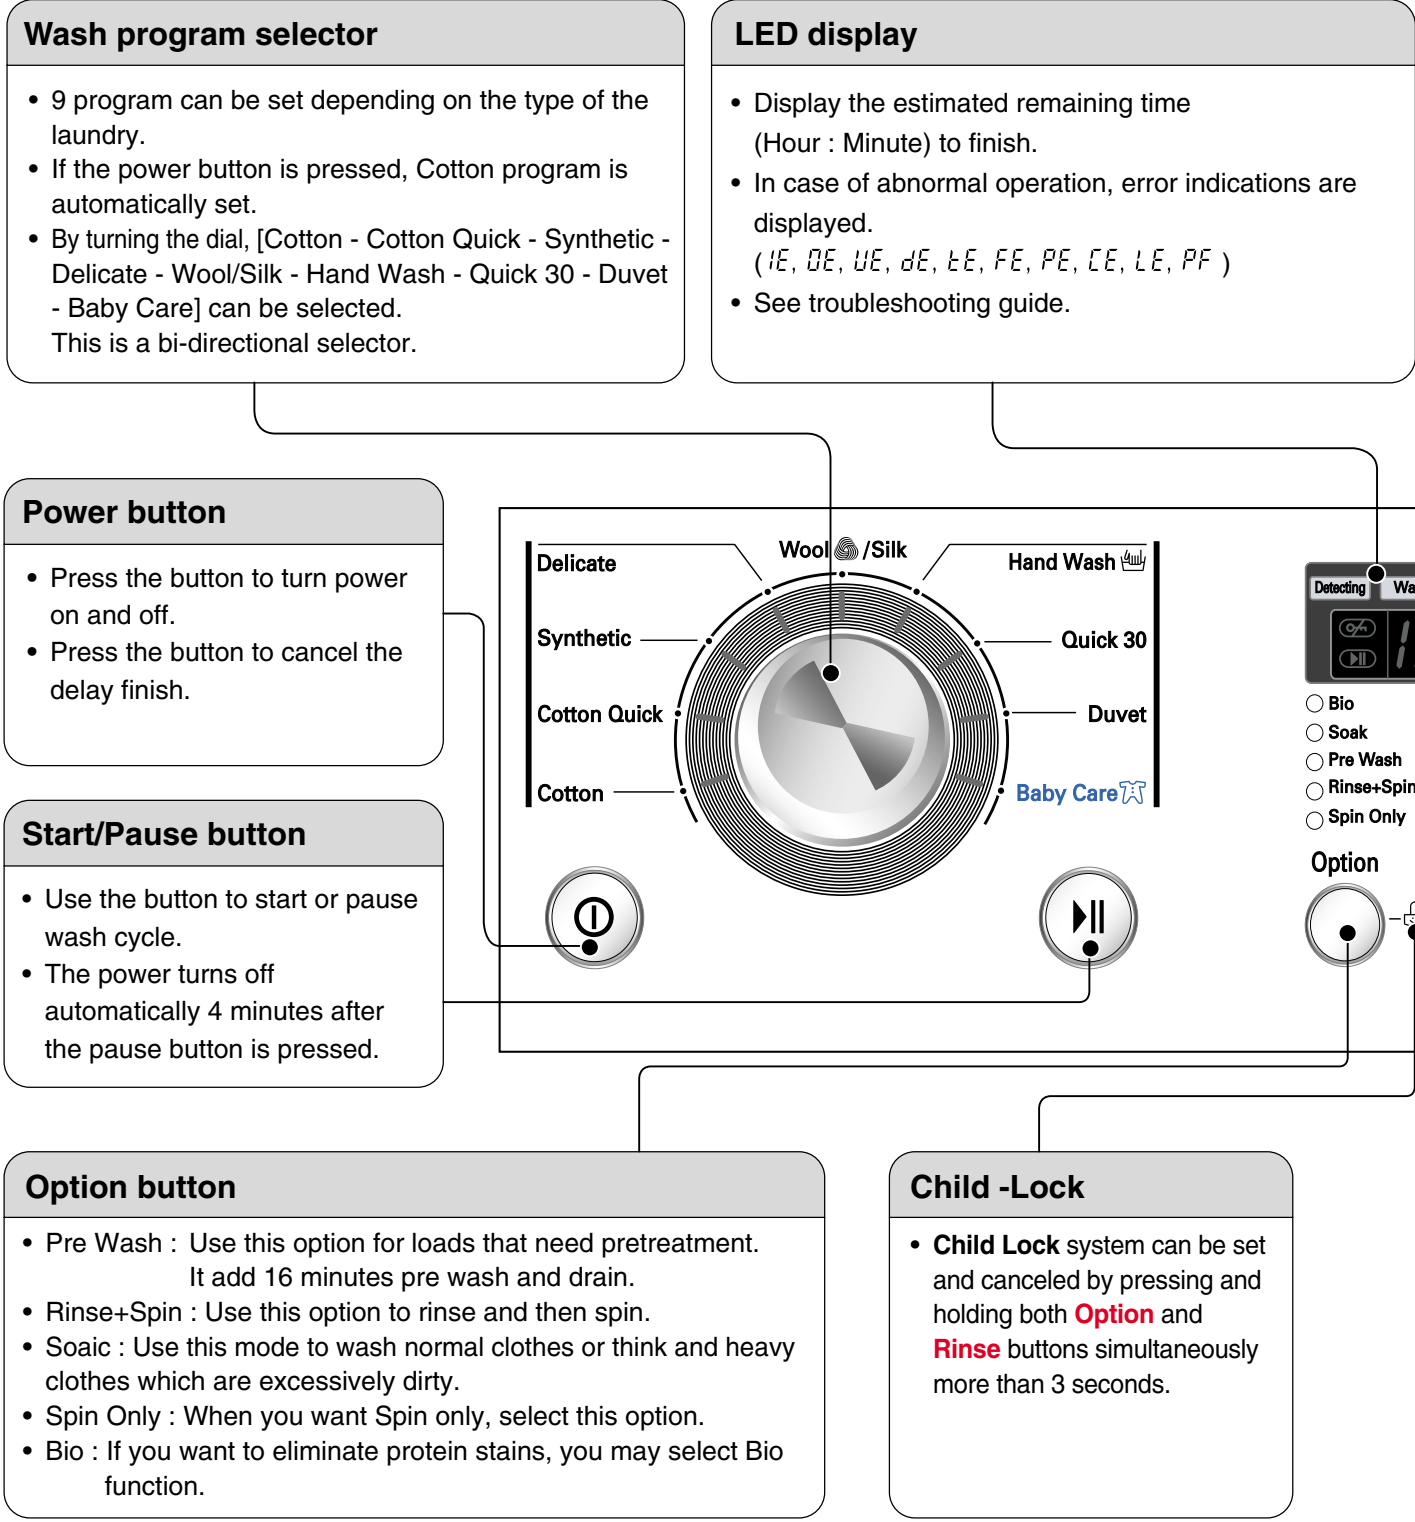 Wash program selector
• 9 program can be set depending on the type of the
laundry.
• If the power button is pressed, Cotton program is
automatically set.
• By turning the dial, [Cotton - Cotton Quick - Synthetic -
Delicate - Wool/Silk - Hand Wash - Quick 30 - Duvet
- Baby Care] can be selected.
This is a bi-directional selector.
LED display
• Display the estimated remaining time
(Hour : Minute) to finish.
• In case of abnormal operation, error indications are
displayed.
( IE, OE, UE, dE, tE, FE, PE, CE, LE, PF )
• See troubleshooting guide.
Power button
• Press the button to turn power
on and off.
• Press the button to cancel the
delay finish.
Start/Pause button
• Use the button to start or pause
wash cycle.
• The power turns off
automatically 4 minutes after
the pause button is pressed.
Delicate
Synthetic
Cotton Quick
Cotton
Wool /Silk
Hand Wash
Quick 30
Duvet
Baby Care
Detecting
Wa
Bio
Soak
Pre Wash
Rinse+Spin
Spin Only
Option
Option button
• Pre Wash : Use this option for loads that need pretreatment.
It add 16 minutes pre wash and drain.
• Rinse+Spin : Use this option to rinse and then spin.
• Soaic : Use this mode to wash normal clothes or think and heavy
clothes which are excessively dirty.
• Spin Only : When you want Spin only, select this option.
• Bio : If you want to eliminate protein stains, you may select Bio
function.
Child -Lock
• Child Lock system can be set
and canceled by pressing and
holding both Option and
Rinse buttons simultaneously
more than 3 seconds.